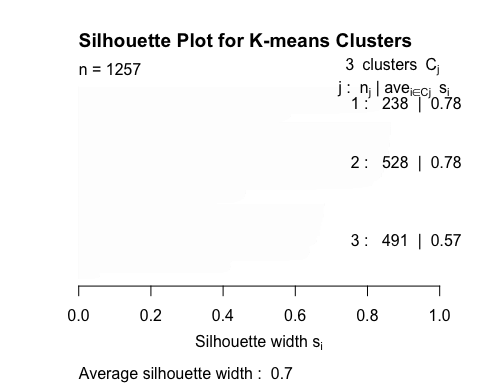 Silhouette Plot for K-means Clusters
n = 1257
3 clusters Cj
j : nj | avei∈Cj si
1 : 238 | 0.78
2 : 528 | 0.78
3 : 491 | 0.57
0.0 0.2 0.4 0.6 0.8 1.0
Silhouette width si
Average silhouette width : 0.7